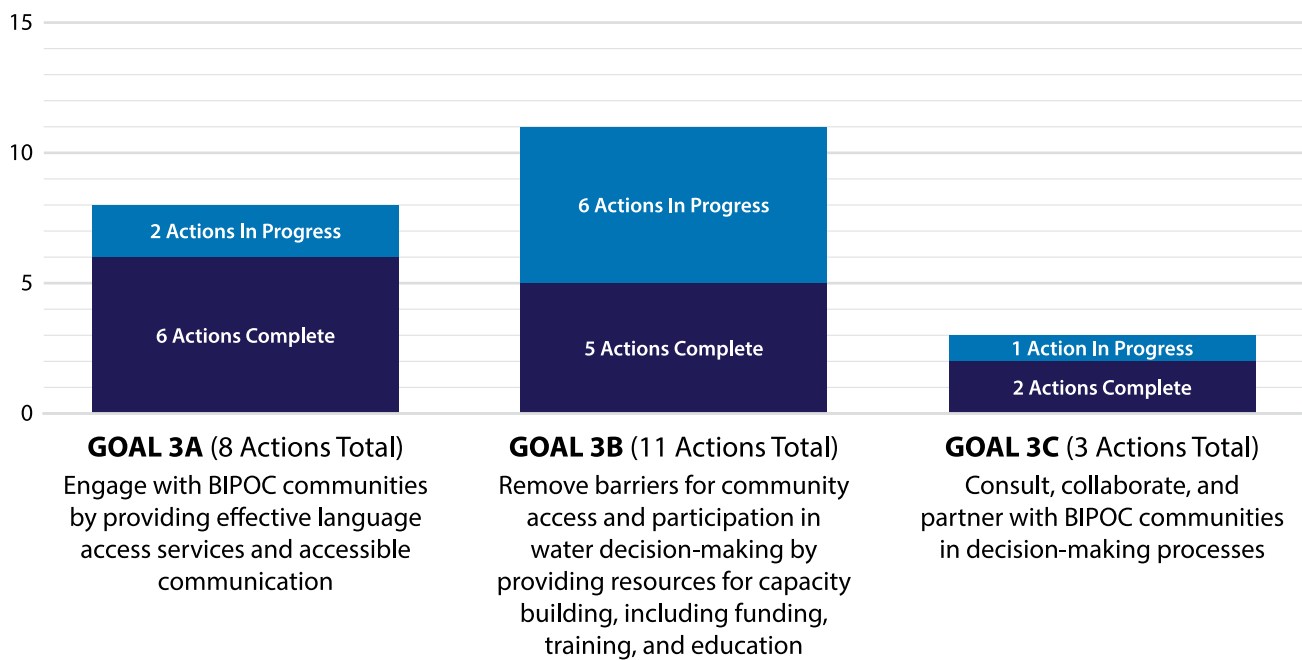 15
10
5
0
2 Actions In Progress
6 Actions Complete
6 Actions In Progress
5 Actions Complete
1 Action In Progress
2 Actions Complete
GOAL 3A (8 Actions Total)
Engage with BIPOC communities
by providing effective language
access services and accessible
communication
GOAL 3B (11 Actions Total)
Remove barriers for community
access and participation in
water decision-making by
providing resources for capacity
building, including funding,
training, and education
GOAL 3C (3 Actions Total)
Consult, collaborate, and
partner with BIPOC communities
in decision-making processes